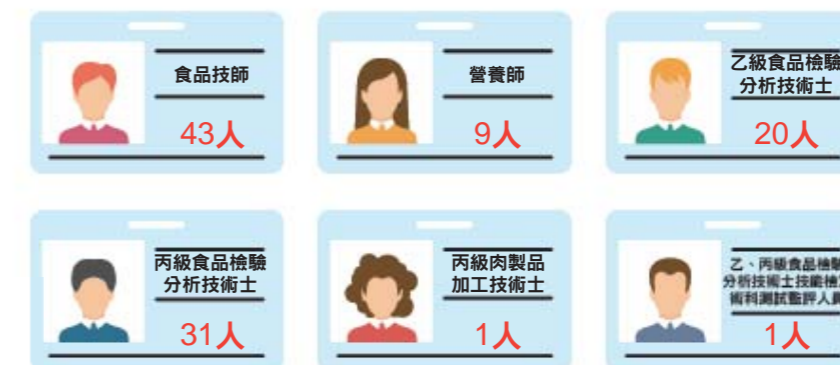 食品技師
43人
營養師
9人
乙級食品檢驗
分析技術士
20人
丙級食品檢驗
分析技術士
31人
丙級肉製品
加工技術士
1人
乙、丙級食品檢驗
分析技術士技能檢
術科測試監評人
1人